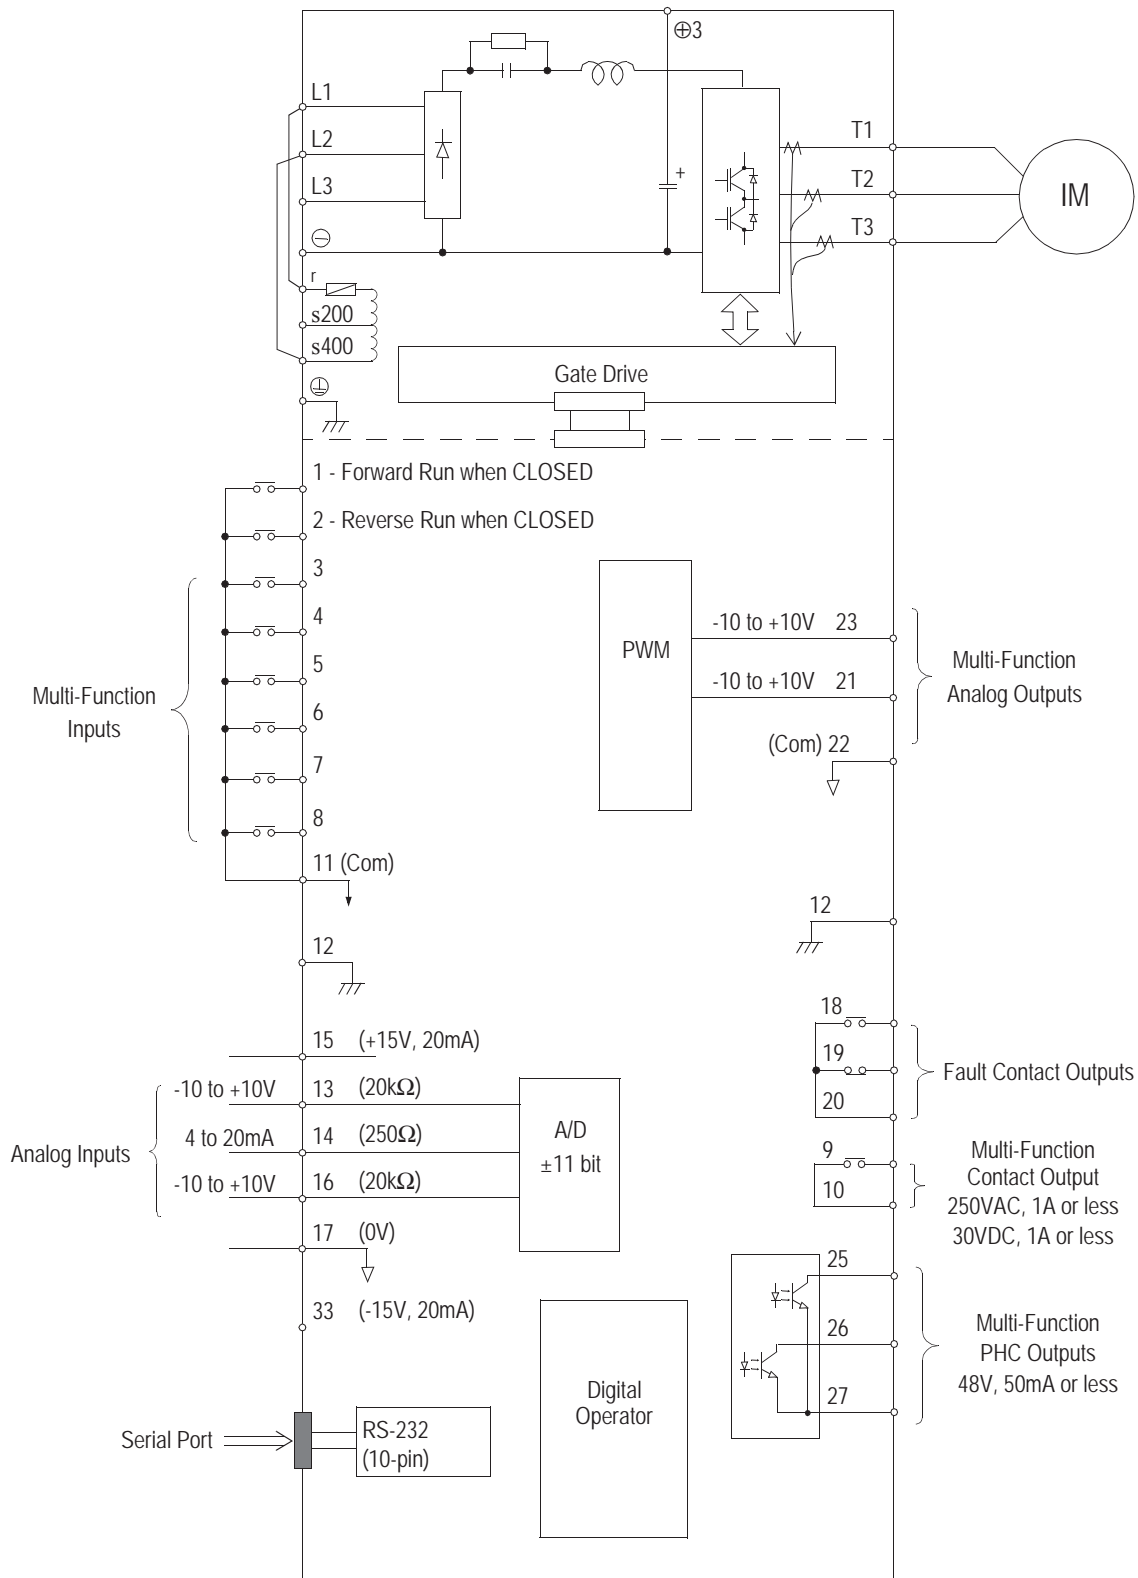 ⊕3
L1
T1
L2
T2
IM
L3
T3
+
⊖
r
s200
s400
Gate Drive
1 - Forward Run when CLOSED
2 - Reverse Run when CLOSED
3
4
5
6
7
8
Multi-Function
Inputs
11 (Com)
12
PWM
-10 to +10V 23
-10 to +10V 21
(Com) 22
Multi-Function
Analog Outputs
12
15 (+15V, 20mA)
-10 to +10V 13 (20kΩ)
4 to 20mA 14 (250Ω)
-10 to +10V 16 (20kΩ)
Analog Inputs
17 (0V)
33 (-15V, 20mA)
A/D
±11 bit
18
19
20
Fault Contact Outputs
9
10
Multi-Function
Contact Output
250VAC, 1A or less
30VDC, 1A or less
25
26
27
Multi-Function
PHC Outputs
48V, 50mA or less
Digital
Operator
Serial Port
RS-232
(10-pin)